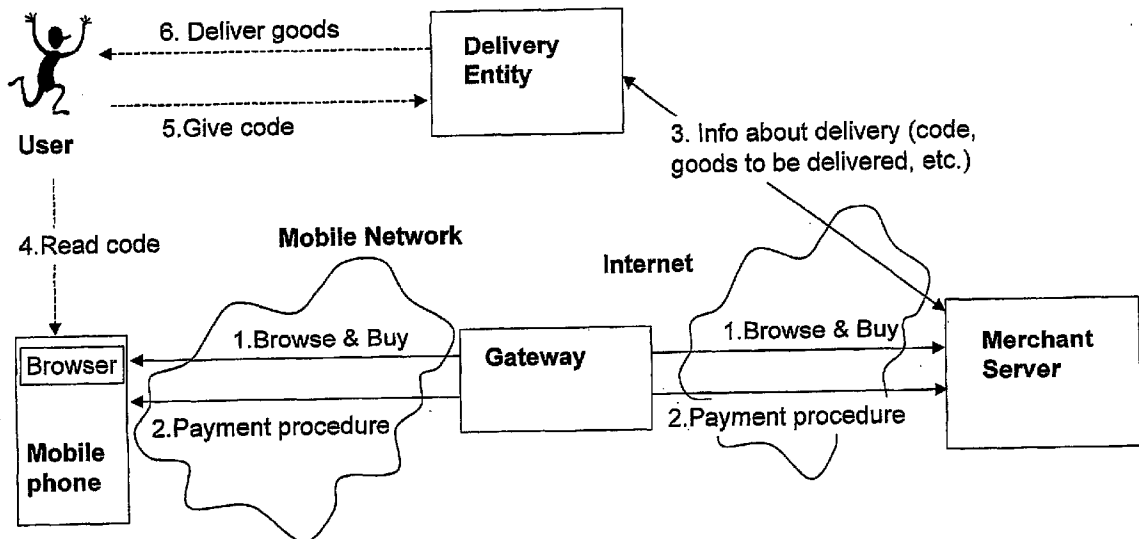 6. Deliver goods
Delivery
Entity
5.Give code
User
3. Info about delivery (code,
goods to be delivered, etc.)
4.Read code
Mobile Network
Internet
1.Browse & Buy
1.Browse & Buy
Browser
Gateway
Merchant
Server
2.Payment procedure
2.Payment procedure
Mobile
phone